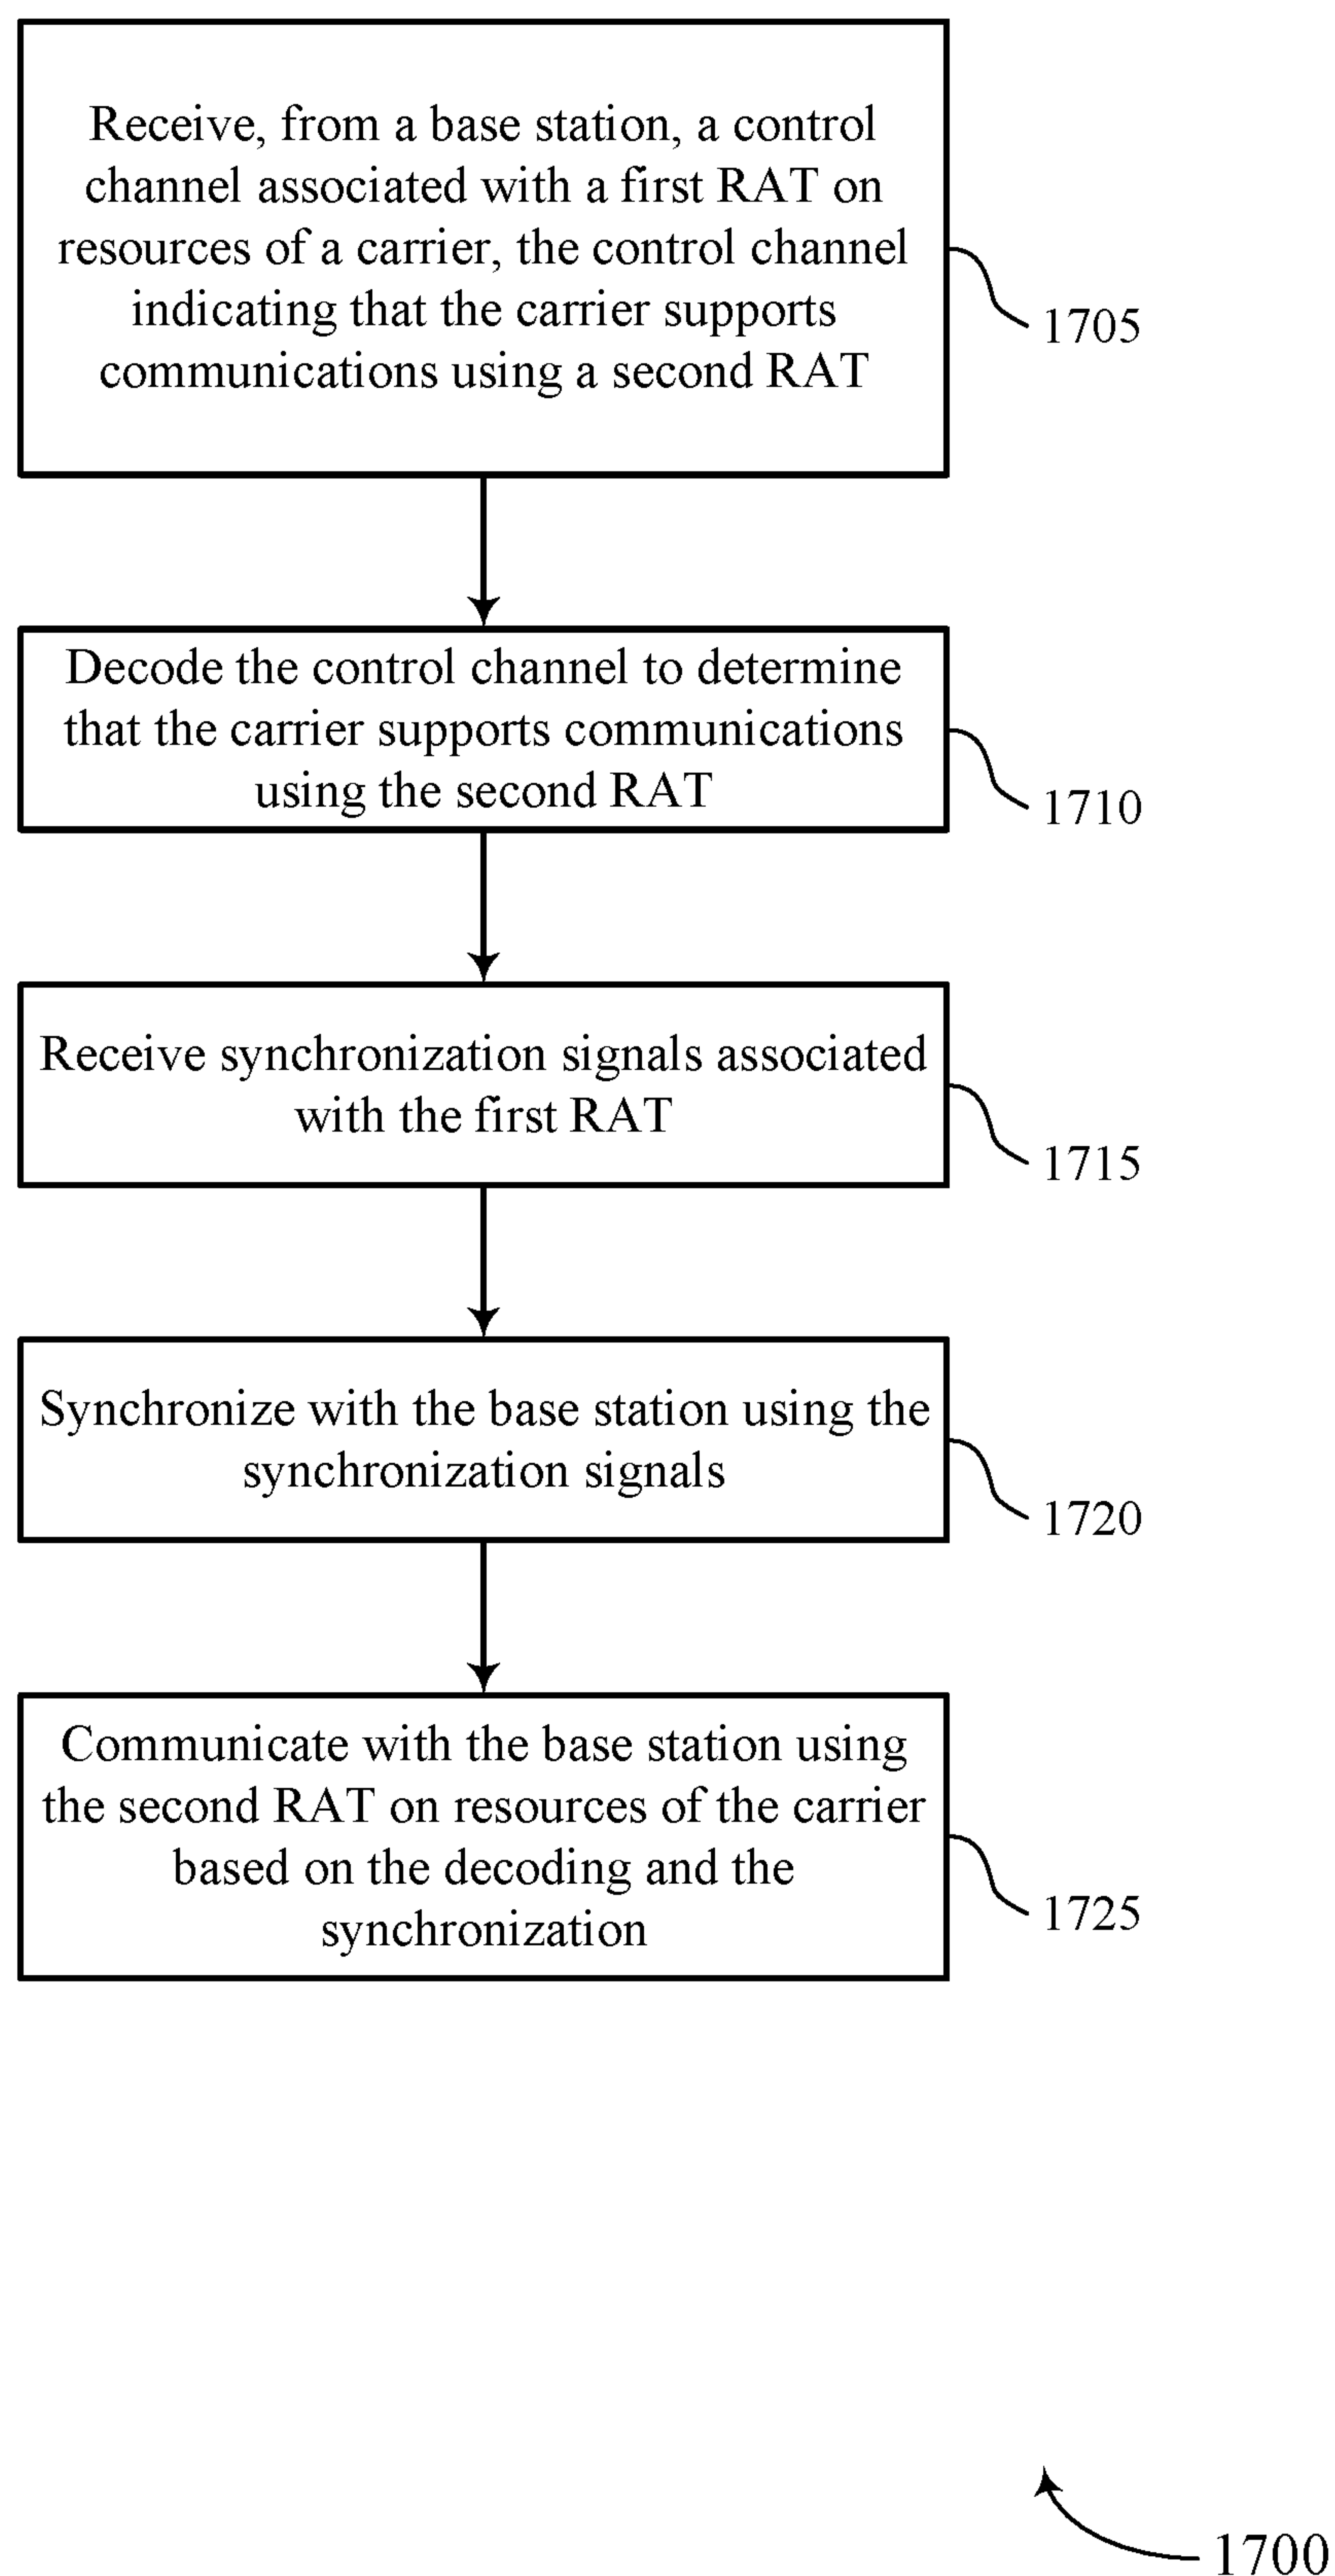 Receive, from a base station, a control
channel associated with a first RAT on
resources of a carrier, the control channel
indicating that the carrier supports
communications using a second RAT
1705
Decode the control channel to determine
that the carrier supports communications
using the second RAT
1710
Receive synchronization signals associated
with the first RAT
1715
Synchronize with the base station using the
synchronization signals
1720
Communicate with the base station using
the second RAT on resources of the carrier
based on the decoding and the
synchronization
1725
1700